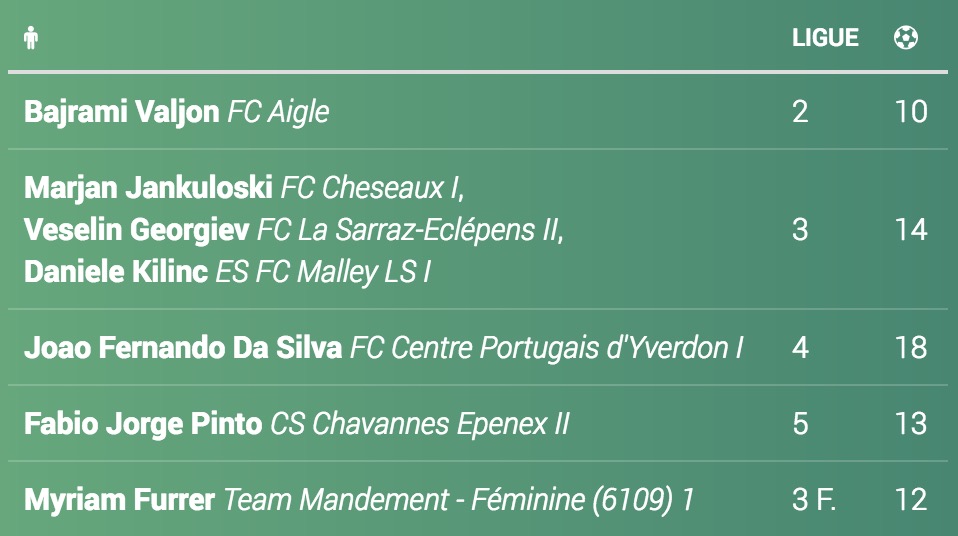 LIGUE
Bajrami Valjon FC Aigle 2 10
Marjan Jankuloski FC Cheseaux I,
Veselin Georgiev FC La Sarraz-Eclépens II, 3 14
Daniele Kilinc ES FC Malley LS I
Joao Fernando Da Silva FC Centre Portugais d'Yverdon I 4 18
Fabio Jorge Pinto CS Chavannes Epenex II 5 13
Myriam Furrer Team Mandement - Féminine (6109) 1 3 F. 12